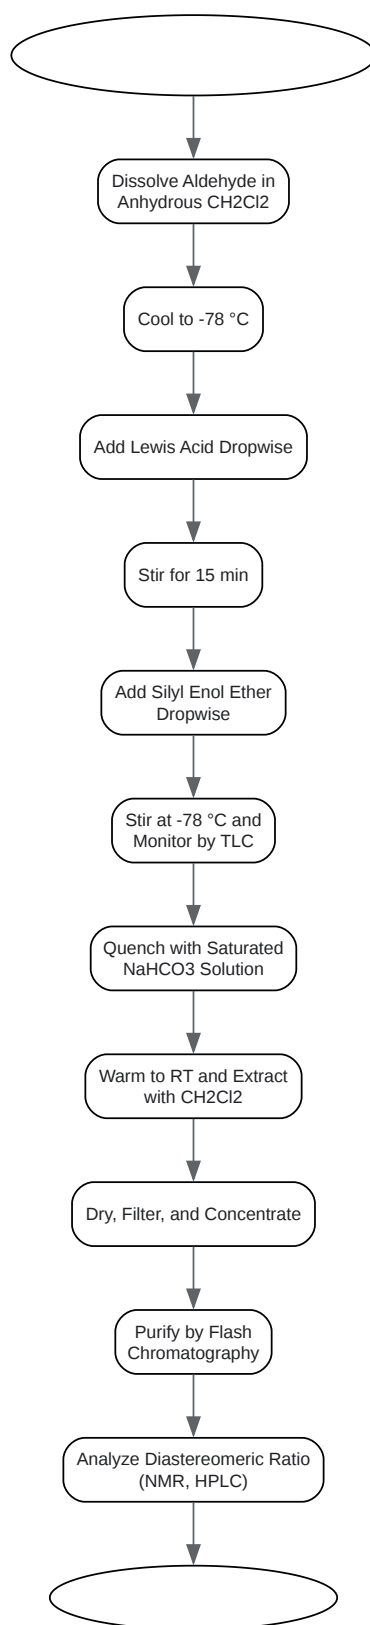 Dissolve Aldehyde in
Anhydrous CH2Cl2
Cool to -78 °C
Add Lewis Acid Dropwise
Stir for 15 min
Add Silyl Enol Ether
Dropwise
Stir at -78 °C and
Monitor by TLC
Quench with Saturated
NaHCO3 Solution
Warm to RT and Extract
with CH2Cl2
Dry, Filter, and Concentrate
Purify by Flash
Chromatography
Analyze Diastereomeric Ratio
(NMR, HPLC)